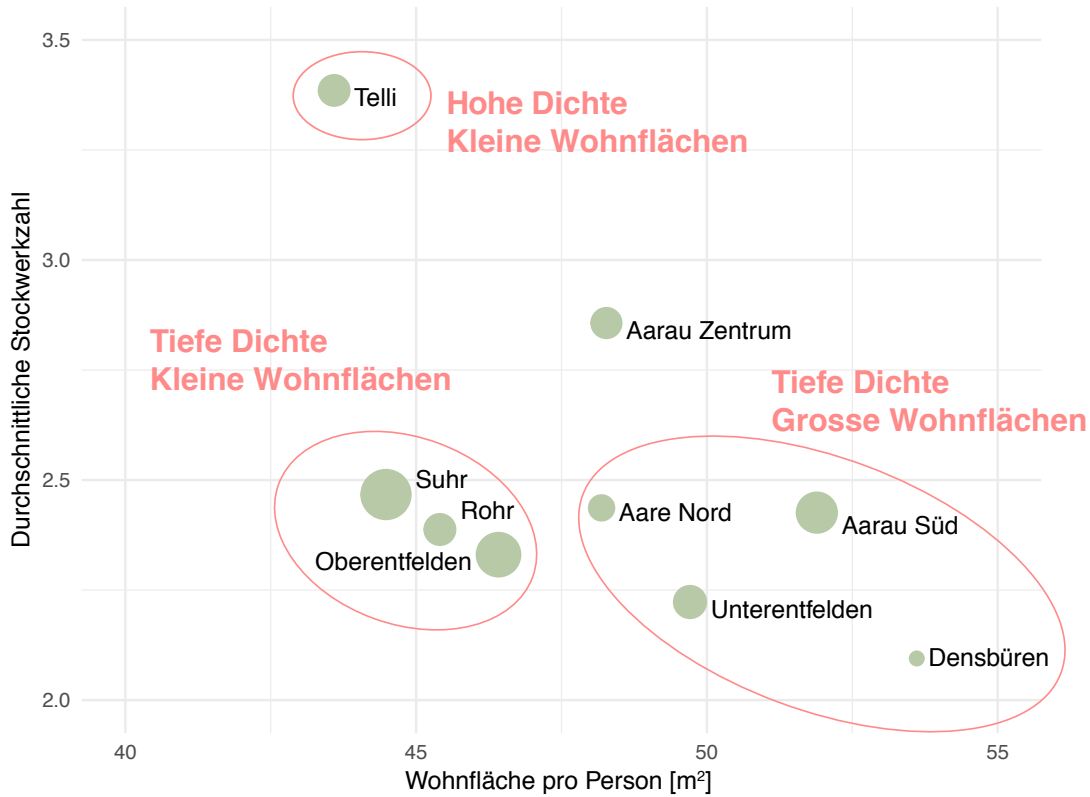 3.5
Telli
Hohe Dichte
Kleine Wohnflächen
3.0
Durchschnittliche Stockwerkzahl
Aarau Zentrum
Tiefe Dichte
Kleine Wohnflächen
Tiefe Dichte
Grosse Wohnflächen
2.5
Suhr
Rohr
Oberentfelden
Aare Nord
Aarau Süd
Unterentfelden
Densbüren
2.0
40
45
50
55
Wohnfläche pro Person [m²]